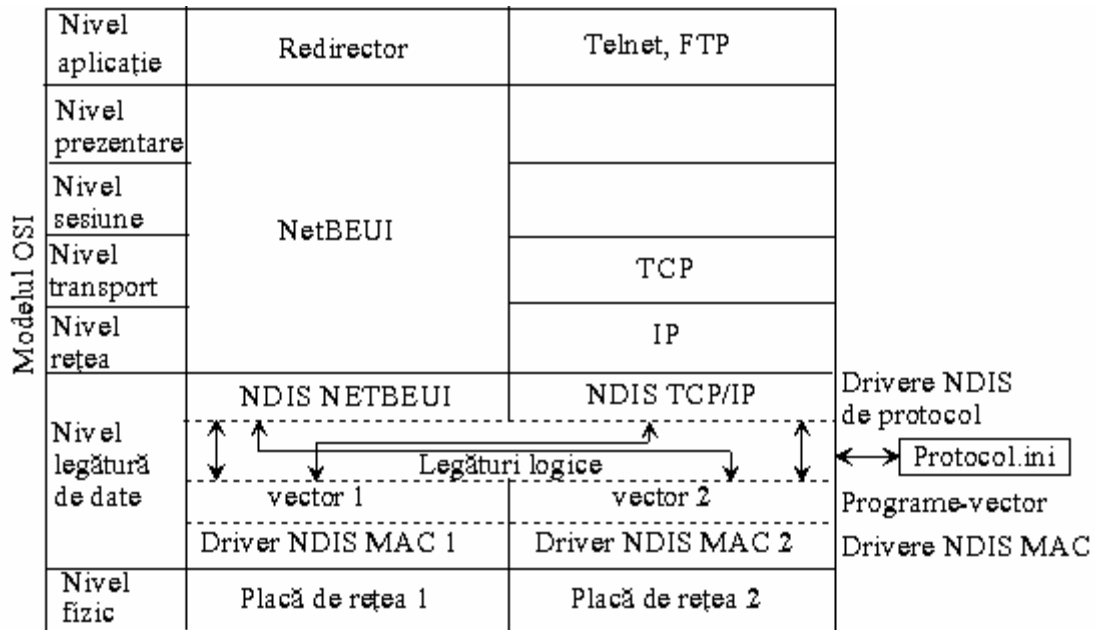 Modelul OSI
Nivel
aplicație
Redirector
Telnet, FTP
Nivel
prezentare
Nivel
sesiune
NetBEUI
Nivel
transport
TCP
Nivel
rețea
IP
Nivel
legătură
de date
NDIS NETBEUI
NDIS TCP/IP
Drivere NDIS
de protocol
Legături logice
Protocol.ini
vector 1
vector 2
Programe-vector
Driver NDIS MAC 1
Driver NDIS MAC 2
Drivere NDIS MAC
Nivel
fizic
Placă de rețea 1
Placă de rețea 2